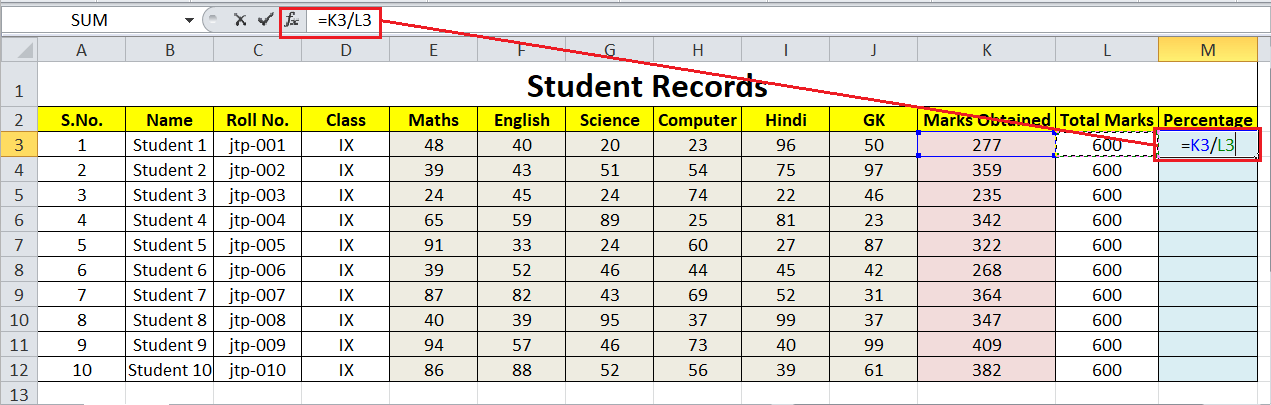 SUM fx =K3/L3
A B C D E F G H I J K L M
1 Student Records
2 S.No. Name Roll No. Class Maths English Science Computer Hindi GK Marks Obtained Total Marks Percentage
3 1 Student 1 jtp-001 IX 48 40 20 23 96 50 277 600 =K3/L3
4 2 Student 2 jtp-002 IX 39 43 51 54 75 97 359 600
5 3 Student 3 jtp-003 IX 24 45 24 74 22 46 235 600
6 4 Student 4 jtp-004 IX 65 59 89 25 81 23 342 600
7 5 Student 5 jtp-005 IX 91 33 24 60 27 87 322 600
8 6 Student 6 jtp-006 IX 39 52 46 44 45 42 268 600
9 7 Student 7 jtp-007 IX 87 82 43 69 52 31 364 600
10 8 Student 8 jtp-008 IX 40 39 95 37 99 37 347 600
11 9 Student 9 jtp-009 IX 94 57 46 73 40 99 409 600
12 10 Student 10 jtp-010 IX 86 88 52 56 39 61 382 600
13